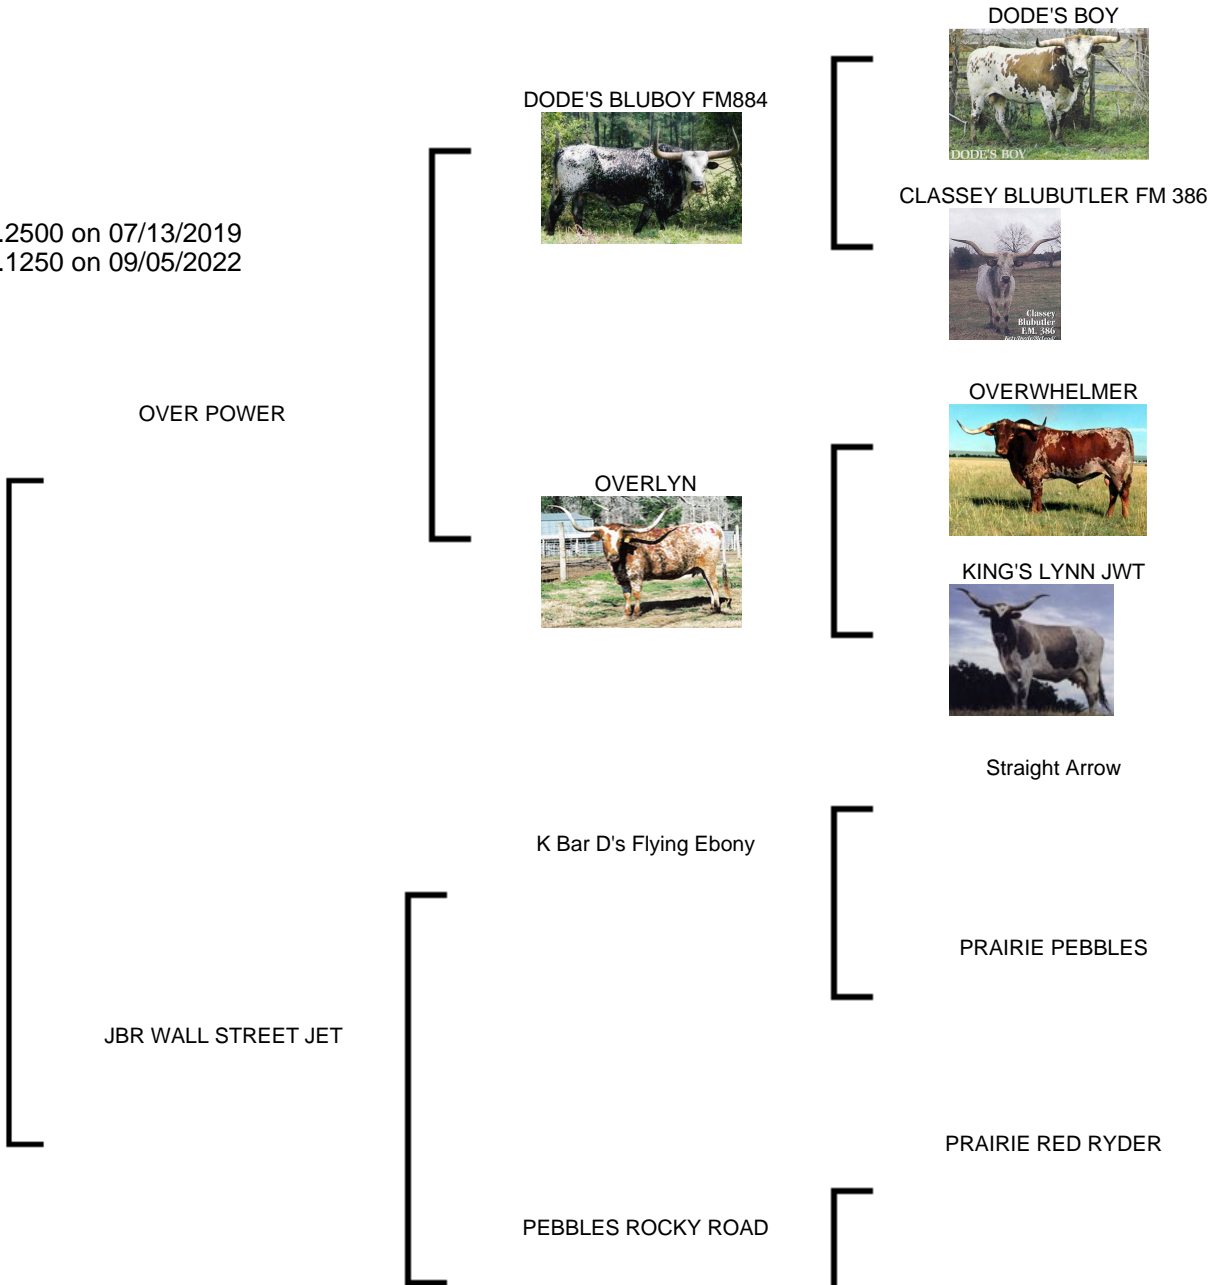 DODE'S BOY
DODE'S BOY
DODE'S BLUBOY FM884
CLASSEY BLUBUTLER FM 386
Classey
Blubutler
F.M. 386
.2500 on 07/13/2019
.1250 on 09/05/2022
OVERWHELMER
OVER POWER
OVERLYN
KING'S LYNN JWT
Straight Arrow
K Bar D's Flying Ebony
PRAIRIE PEBBLES
JBR WALL STREET JET
PRAIRIE RED RYDER
PEBBLES ROCKY ROAD